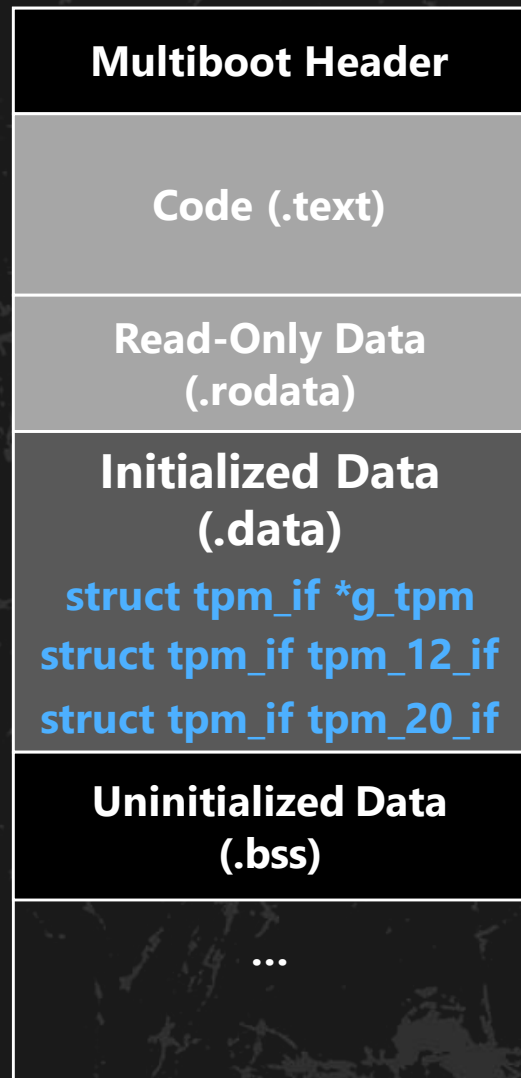 Multiboot Header
Code (.text)
Read-Only Data
(.rodata)
Initialized Data
(.data)
struct tpm_if *g_tpm
struct tpm_if tpm_12_if
struct tpm_if tpm_20_if
Uninitialized Data
(.bss)
...